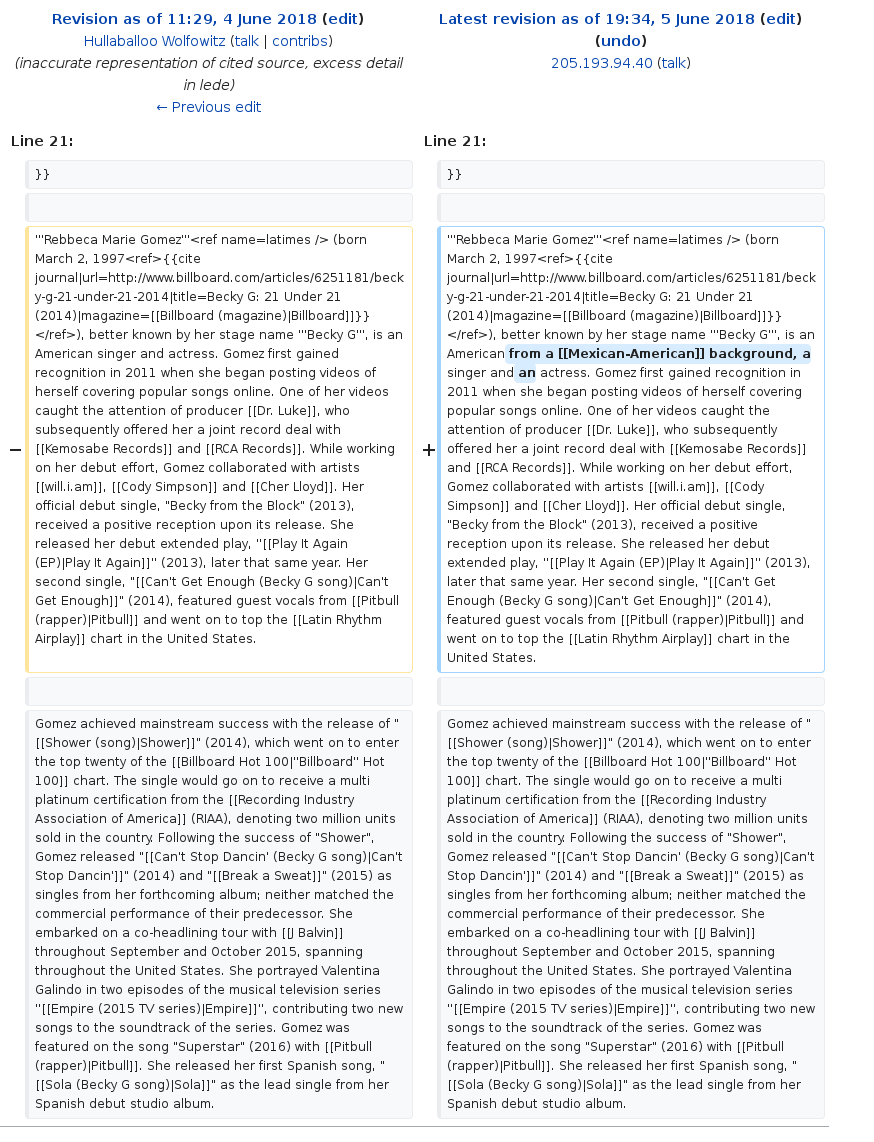 Revision as of 11:29, 4 June 2018 (edit)
Hullaballoo Wolfowitz (talk | contribs)
(inaccurate representation of cited source, excess detail
in lede)
← Previous edit
Latest revision as of 19:34, 5 June 2018 (edit)
(undo)
205.193.94.40 (talk)
Line 21:
Line 21:
}}
}}
−
'''Rebbeca Marie Gomez'''<ref name=latimes /> (born
March 2, 1997<ref>{{cite
journal|url=http://www.billboard.com/articles/6251181/beck
y-g-21-under-21-2014|title=Becky G: 21 Under 21
(2014)|magazine=[[Billboard (magazine)|Billboard]]}}
</ref>), better known by her stage name '''Becky G''', is an
American singer and actress. Gomez first gained
recognition in 2011 when she began posting videos of
herself covering popular songs online. One of her videos
caught the attention of producer [[Dr. Luke]], who
subsequently offered her a joint record deal with
[[Kemosabe Records]] and [[RCA Records]]. While working
on her debut effort, Gomez collaborated with artists
[[will.i.am]], [[Cody Simpson]] and [[Cher Lloyd]]. Her
official debut single, "Becky from the Block" (2013),
received a positive reception upon its release. She
released her debut extended play, ''[[Play It Again
(EP)|Play It Again]]'' (2013), later that same year. Her
second single, "[[Can't Get Enough (Becky G song)|Can't
Get Enough]]" (2014), featured guest vocals from [[Pitbull
(rapper)|Pitbull]] and went on to top the [[Latin Rhythm
Airplay]] chart in the United States.
+
'''Rebbeca Marie Gomez'''<ref name=latimes /> (born
March 2, 1997<ref>{{cite
journal|url=http://www.billboard.com/articles/6251181/beck
y-g-21-under-21-2014|title=Becky G: 21 Under 21
(2014)|magazine=[[Billboard (magazine)|Billboard]]}}
</ref>), better known by her stage name '''Becky G''', is an
American from a [[Mexican-American]] background, a
singer and an actress. Gomez first gained recognition in
2011 when she began posting videos of herself covering
popular songs online. One of her videos caught the
attention of producer [[Dr. Luke]], who subsequently
offered her a joint record deal with [[Kemosabe Records]]
and [[RCA Records]]. While working on her debut effort,
Gomez collaborated with artists [[will.i.am]], [[Cody
Simpson]] and [[Cher Lloyd]]. Her official debut single,
"Becky from the Block" (2013), received a positive
reception upon its release. She released her debut
extended play, ''[[Play It Again (EP)|Play It Again]]'' (2013),
later that same year. Her second single, "[[Can't Get
Enough (Becky G song)|Can't Get Enough]]" (2014),
featured guest vocals from [[Pitbull (rapper)|Pitbull]] and
went on to top the [[Latin Rhythm Airplay]] chart in the
United States.
Gomez achieved mainstream success with the release of "
[[Shower (song)|Shower]]" (2014), which went on to enter
the top twenty of the [[Billboard Hot 100|''Billboard'' Hot
100]] chart. The single would go on to receive a multi
platinum certification from the [[Recording Industry
Association of America]] (RIAA), denoting two million units
sold in the country. Following the success of "Shower",
Gomez released "[[Can't Stop Dancin' (Becky G song)|Can't
Stop Dancin']]" (2014) and "[[Break a Sweat]]" (2015) as
singles from her forthcoming album; neither matched the
commercial performance of their predecessor. She
embarked on a co-headlining tour with [[J Balvin]]
throughout September and October 2015, spanning
throughout the United States. She portrayed Valentina
Galindo in two episodes of the musical television series
''[[Empire (2015 TV series)|Empire]]'', contributing two new
songs to the soundtrack of the series. Gomez was
featured on the song "Superstar" (2016) with [[Pitbull
(rapper)|Pitbull]]. She released her first Spanish song, "
[[Sola (Becky G song)|Sola]]" as the lead single from her
Spanish debut studio album.
Gomez achieved mainstream success with the release of "
[[Shower (song)|Shower]]" (2014), which went on to enter
the top twenty of the [[Billboard Hot 100|''Billboard'' Hot
100]] chart. The single would go on to receive a multi
platinum certification from the [[Recording Industry
Association of America]] (RIAA), denoting two million units
sold in the country. Following the success of "Shower",
Gomez released "[[Can't Stop Dancin' (Becky G song)|Can't
Stop Dancin']]" (2014) and "[[Break a Sweat]]" (2015) as
singles from her forthcoming album; neither matched the
commercial performance of their predecessor. She
embarked on a co-headlining tour with [[J Balvin]]
throughout September and October 2015, spanning
throughout the United States. She portrayed Valentina
Galindo in two episodes of the musical television series
''[[Empire (2015 TV series)|Empire]]'', contributing two new
songs to the soundtrack of the series. Gomez was
featured on the song "Superstar" (2016) with [[Pitbull
(rapper)|Pitbull]]. She released her first Spanish song, "
[[Sola (Becky G song)|Sola]]" as the lead single from her
Spanish debut studio album.